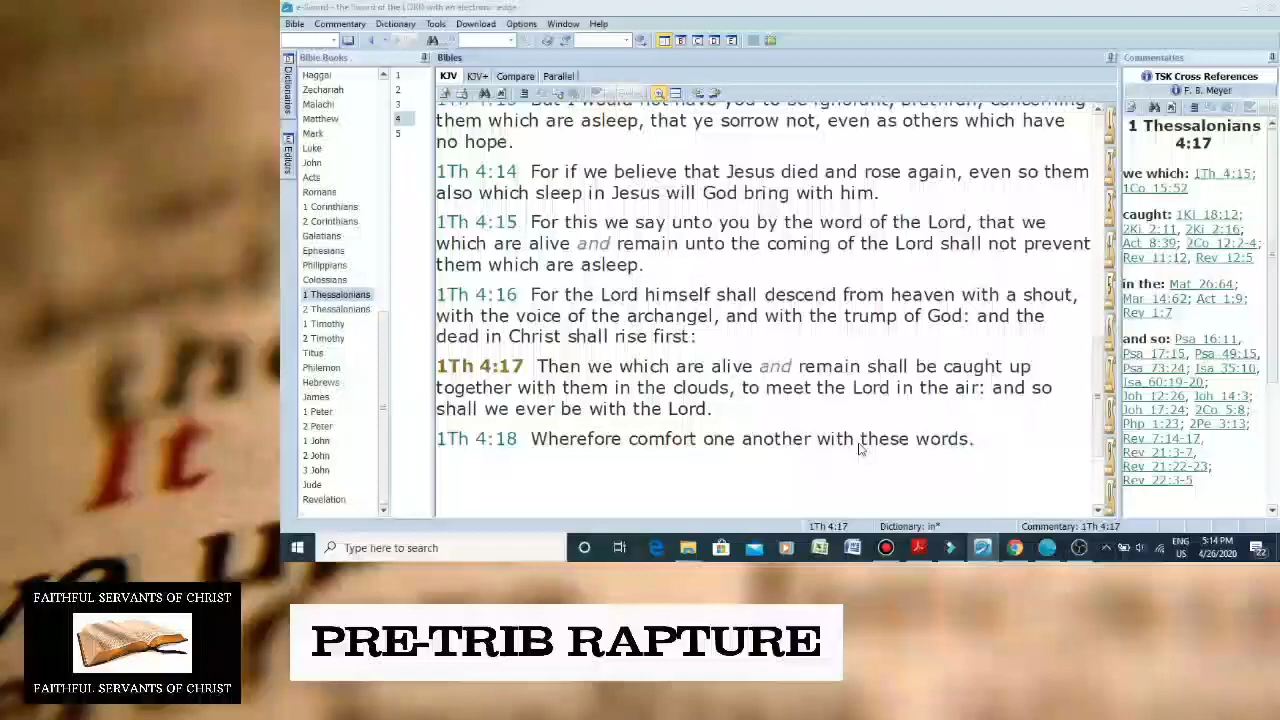 e-Sword - the Sword of the LORD with an electronic edge
Bible Commentary Dictionary Tools Options Window Help
B C D E
Dictionaries
Editors
Bible Books
Haggai
Zechariah
Malachi
Matthew
Mark
Luke
John
Acts
Romans
1 Corinthians
2 Corinthians
Galatians
Ephesians
Philippians
Colossians
1 Thessalonians
2 Thessalonians
1 Timothy
2 Timothy
Titus
Philemon
Hebrews
James
1 Peter
2 Peter
1 John
2 John
3 John
Jude
Revelation
1
2
3
4
5
Bibles
KJV KJV+ Compare Parallel
1Th 4:13 But I would not have you to be ignorant, brethren, concerning
them which are asleep, that ye sorrow not, even as others which have
no hope.
1Th 4:14 For if we believe that Jesus died and rose again, even so them
also which sleep in Jesus will God bring with him.
1Th 4:15 For this we say unto you by the word of the Lord, that we
which are alive and remain unto the coming of the Lord shall not prevent
them which are asleep.
1Th 4:16 For the Lord himself shall descend from heaven with a shout,
with the voice of the archangel, and with the trump of God: and the
dead in Christ shall rise first:
1Th 4:17 Then we which are alive and remain shall be caught up
together with them in the clouds, to meet the Lord in the air: and so
shall we ever be with the Lord.
1Th 4:18 Wherefore comfort one another with these words.
Commentaries
TSK Cross References
F. B. Meyer
1 Thessalonians
4:17
we which: 1Th 4:15;
1Co 15:52
caught: 1Ki 18:12;
2Ki 2:11, 2Ki 2:16;
Act 8:39; 2Co 12:2-4;
Rev 11:12, Rev 12:5
in the: Mat 26:64;
Mar 14:62; Act 1:9;
Rev 1:7
and so: Psa 16:11,
Psa 17:15, Psa 49:15,
Psa 73:24; Isa 35:10,
Isa 60:19-20;
Joh 12:26, Joh 14:3;
Joh 17:24; 2Co 5:8;
Php 1:23; 2Pe 3:13;
Rev 7:14-17,
Rev 21:3-7,
Rev 21:22-23;
Rev 22:3-5
1Th 4:17 Dictionary: in* Commentary: 1Th 4:17
Type here to search
ENG
US
5:14 PM
4/26/2020
22
the
It
FAITHFUL SERVANTS OF CHRIST
FAITHFUL SERVANTS OF CHRIST
PRE-TRIB RAPTURE